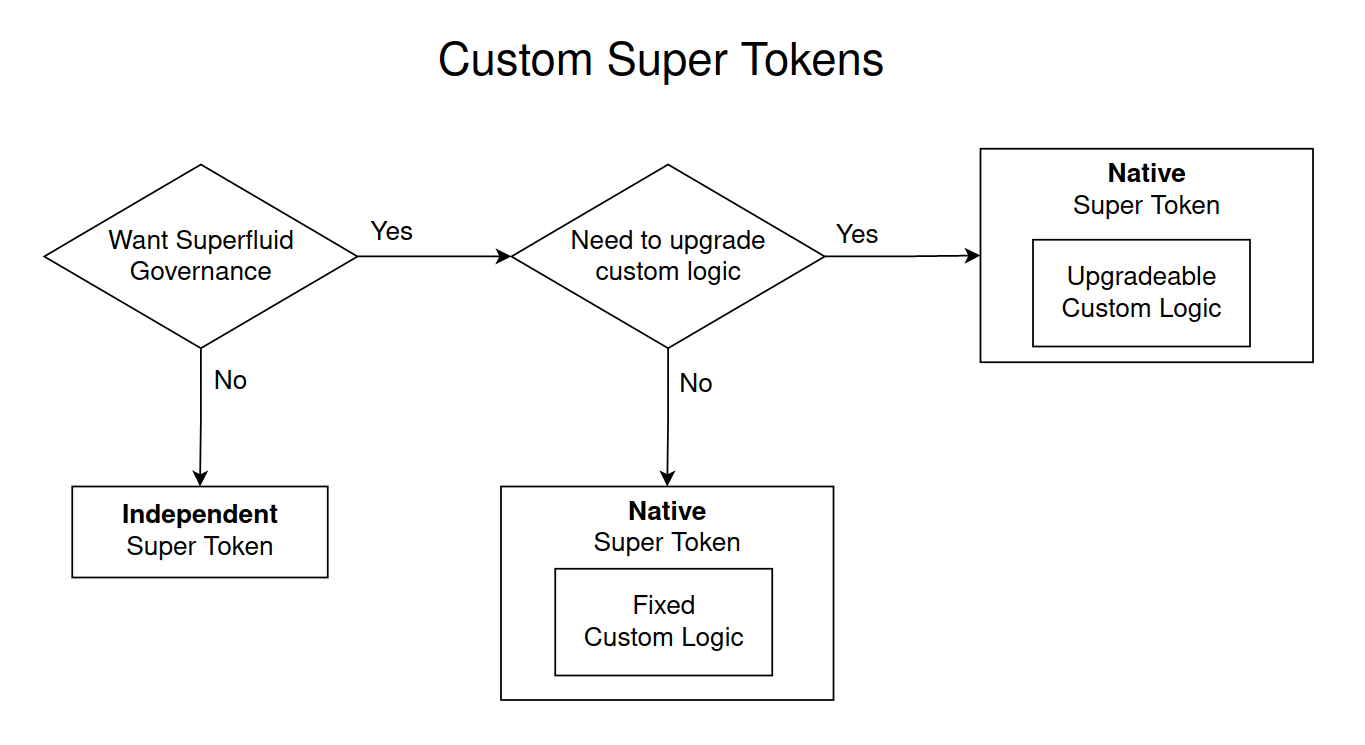 Custom Super Tokens
Want Superfluid
Governance
Yes
No
Need to upgrade
custom logic
Yes
No
Native
Super Token
Upgradeable
Custom Logic
Independent
Super Token
Native
Super Token
Fixed
Custom Logic